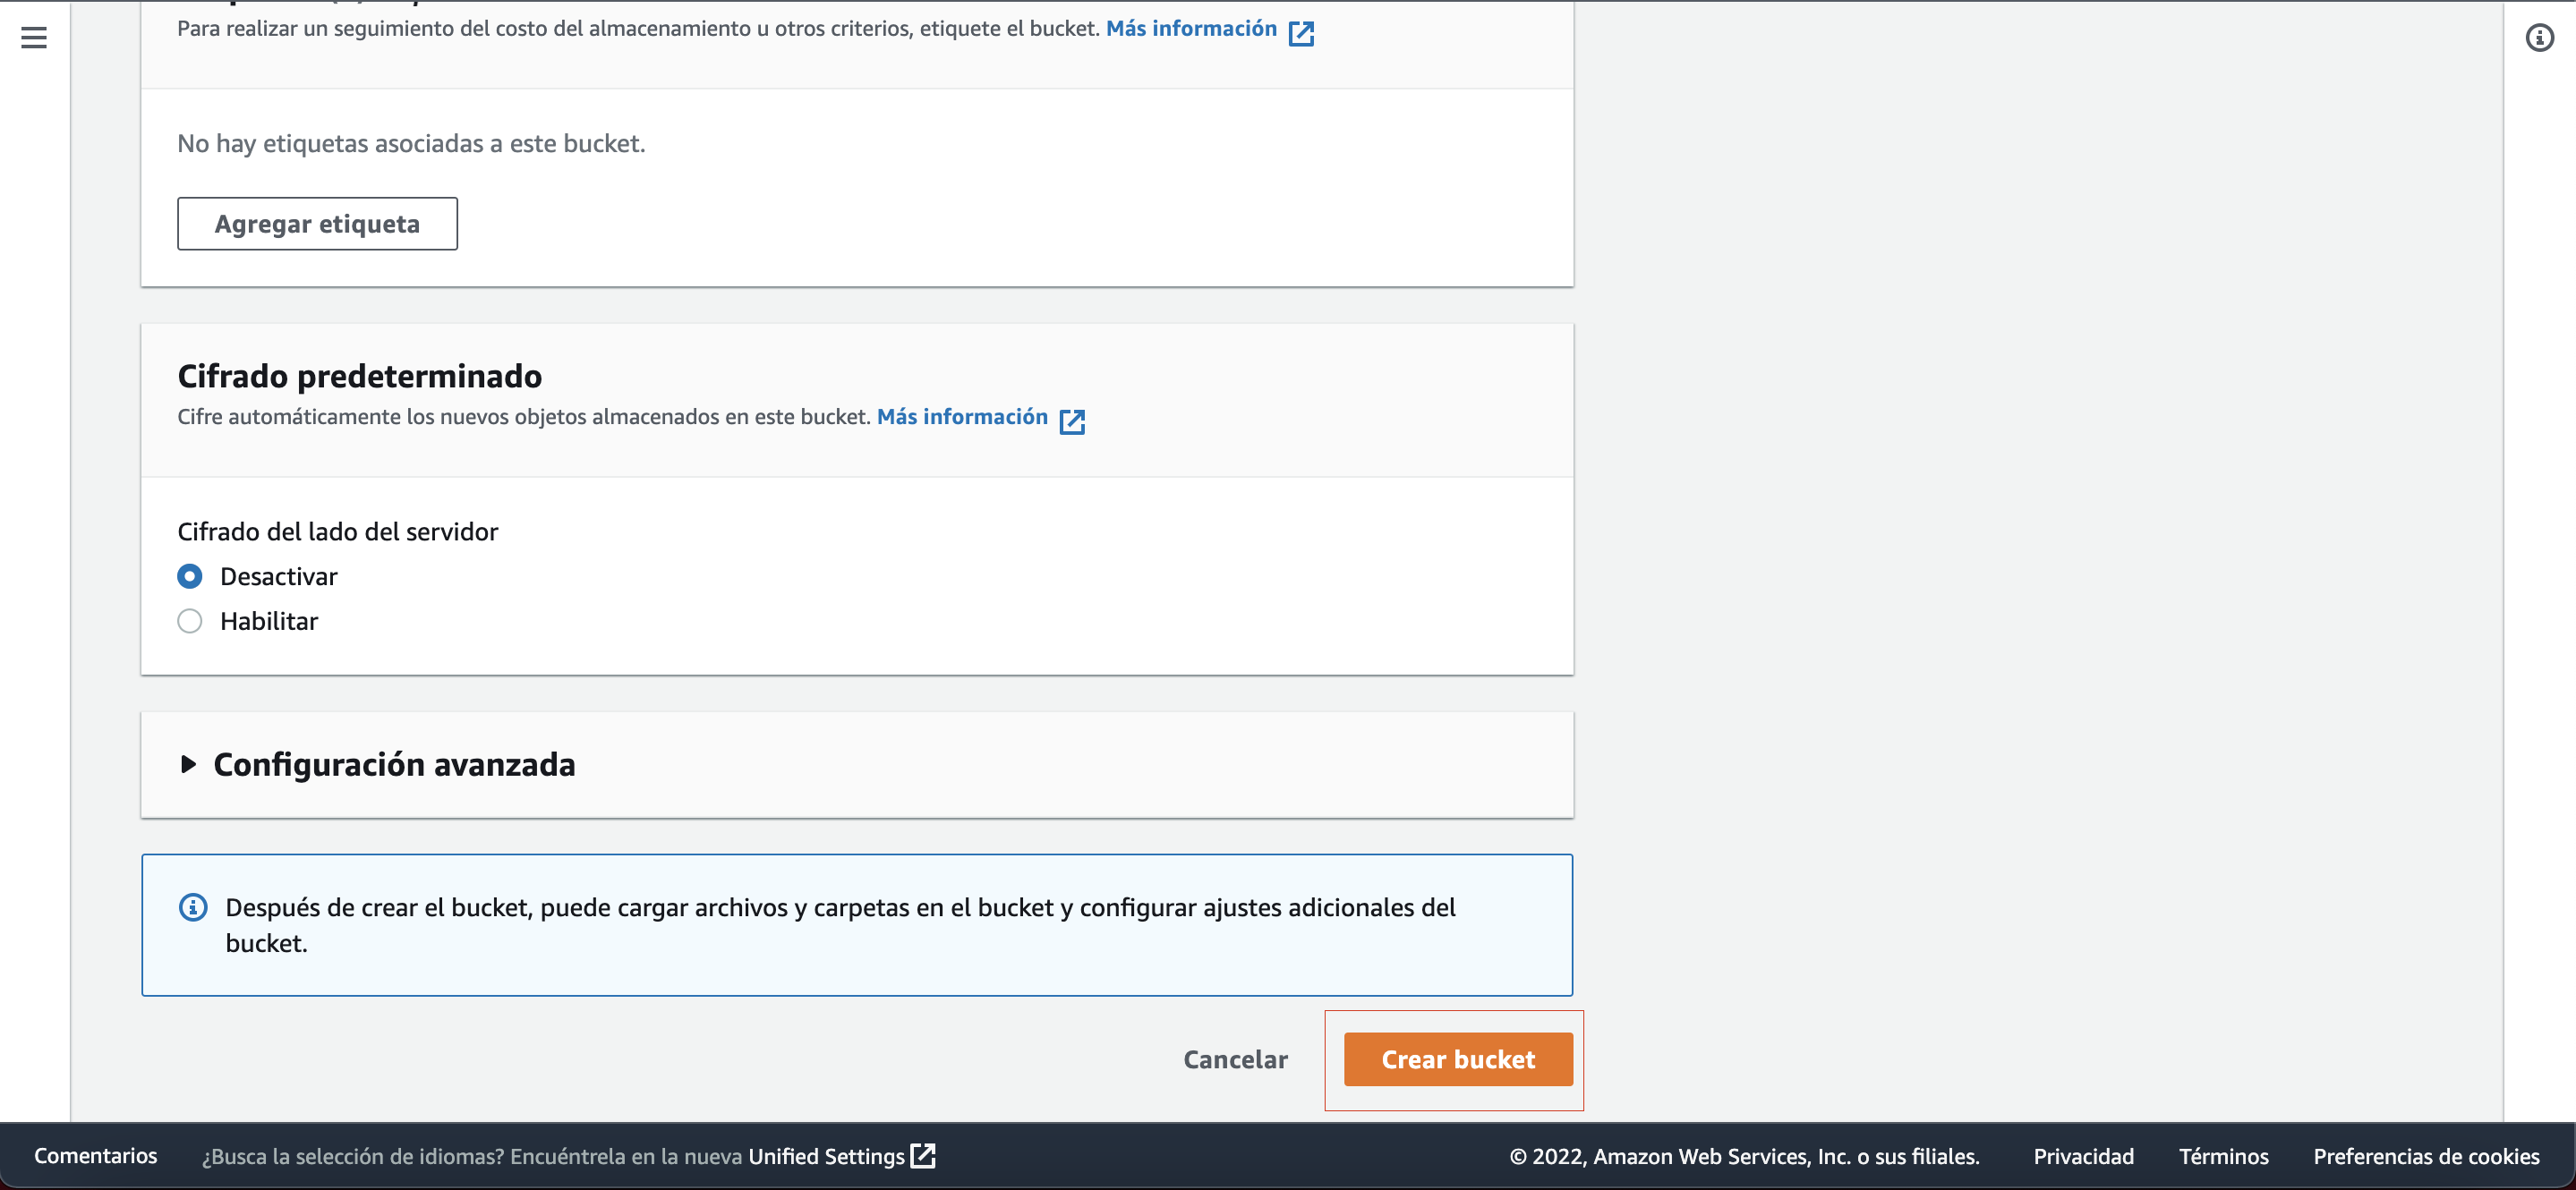 Para realizar un seguimiento del costo del almacenamiento u otros criterios, etiquete el bucket. Más información
No hay etiquetas asociadas a este bucket.
Agregar etiqueta
Cifrado predeterminado
Cifre automáticamente los nuevos objetos almacenados en este bucket. Más información
Cifrado del lado del servidor
Desactivar
Habilitar
Configuración avanzada
Después de crear el bucket, puede cargar archivos y carpetas en el bucket y configurar ajustes adicionales del
bucket.
Cancelar
Crear bucket
Comentarios ¿Busca la selección de idiomas? Encuéntrela en la nueva Unified Settings © 2022, Amazon Web Services, Inc. o sus filiales. Privacidad Términos Preferencias de cookies